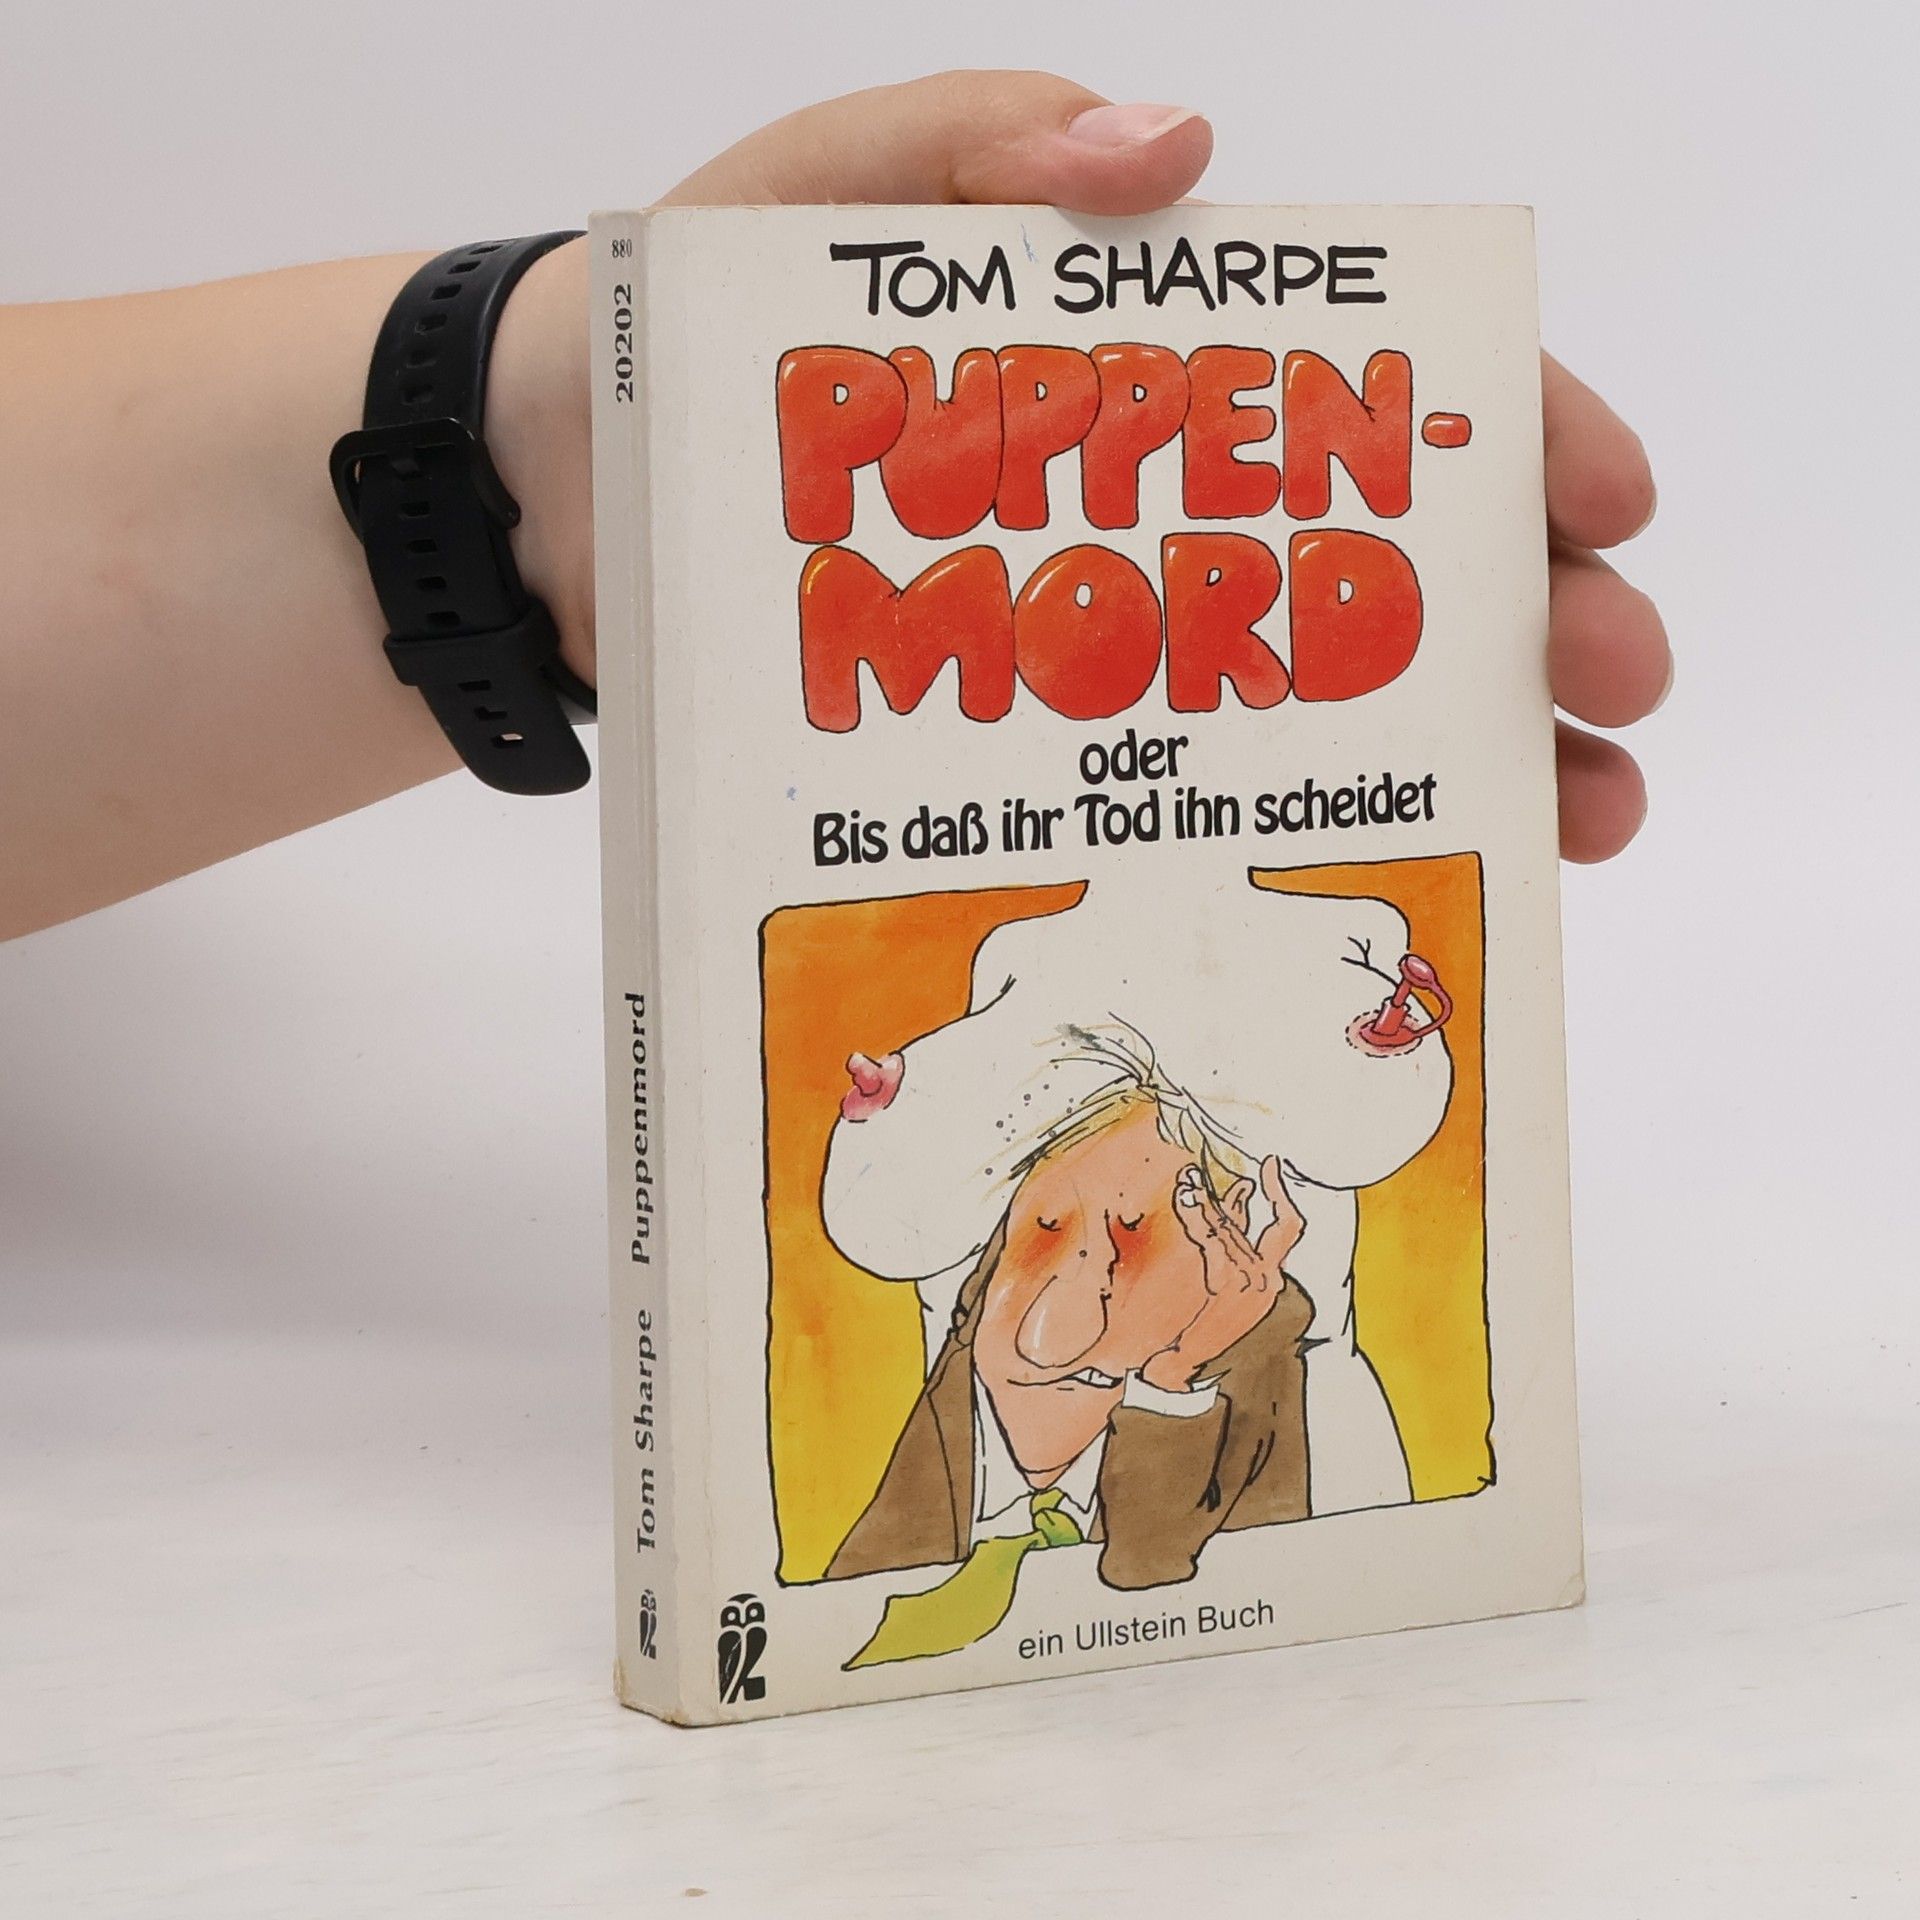 TOM SHARPE
PUPPEN-
MORD
oder
Bis daß ihr Tod ihn scheidet
ein Ullstein Buch
880
20202
Tom Sharpe Puppenmord